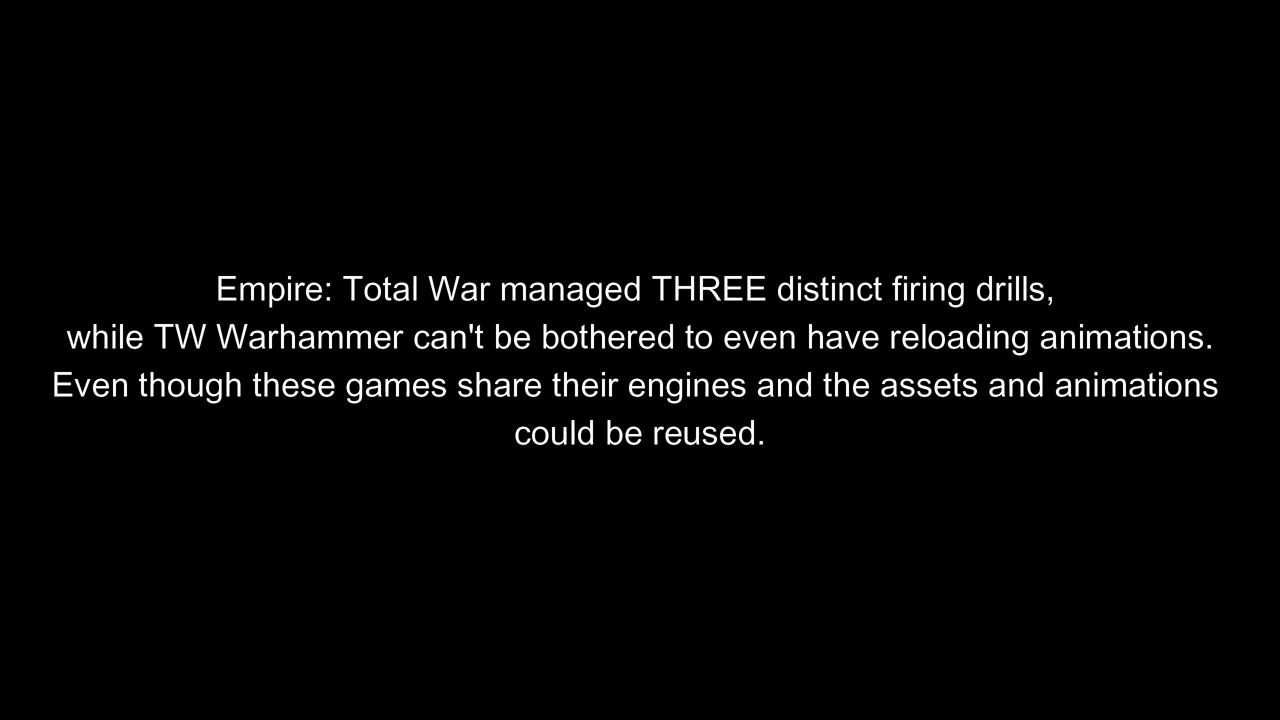 Empire: Total War managed THREE distinct firing drills,
while TW Warhammer can't be bothered to even have reloading animations.
Even though these games share their engines and the assets and animations
could be reused.